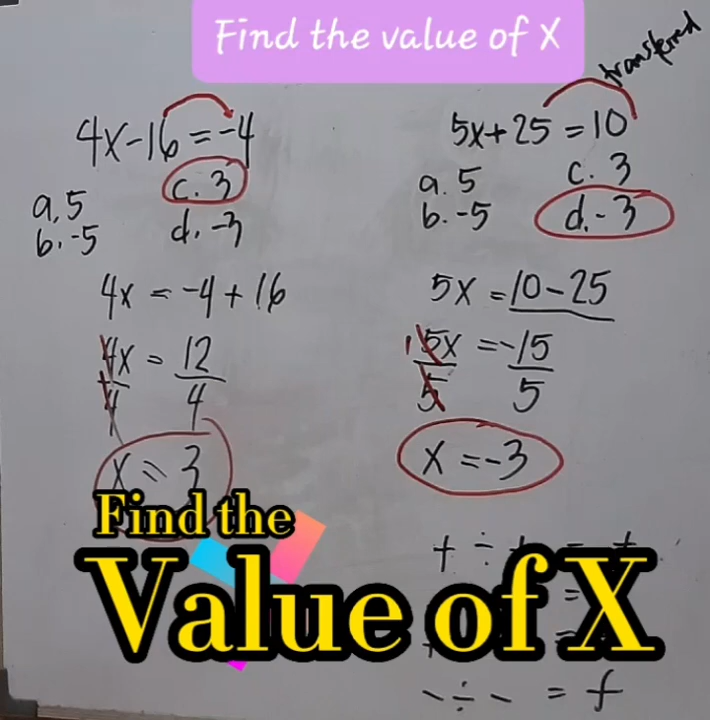 Find the value of X
transferred
4x-16=-4
c. 3
a. 5
b. -5
d. -3
4x = -4+16
4x = 12
4 4
x = 3
5x+25=10
a. 5
c. 3
b. -5
d. -3
5x = 10-25
1 5x = -15
5 5
x = -3
Find the
Value of X
+ ÷ + = +
=
- ÷ - = +